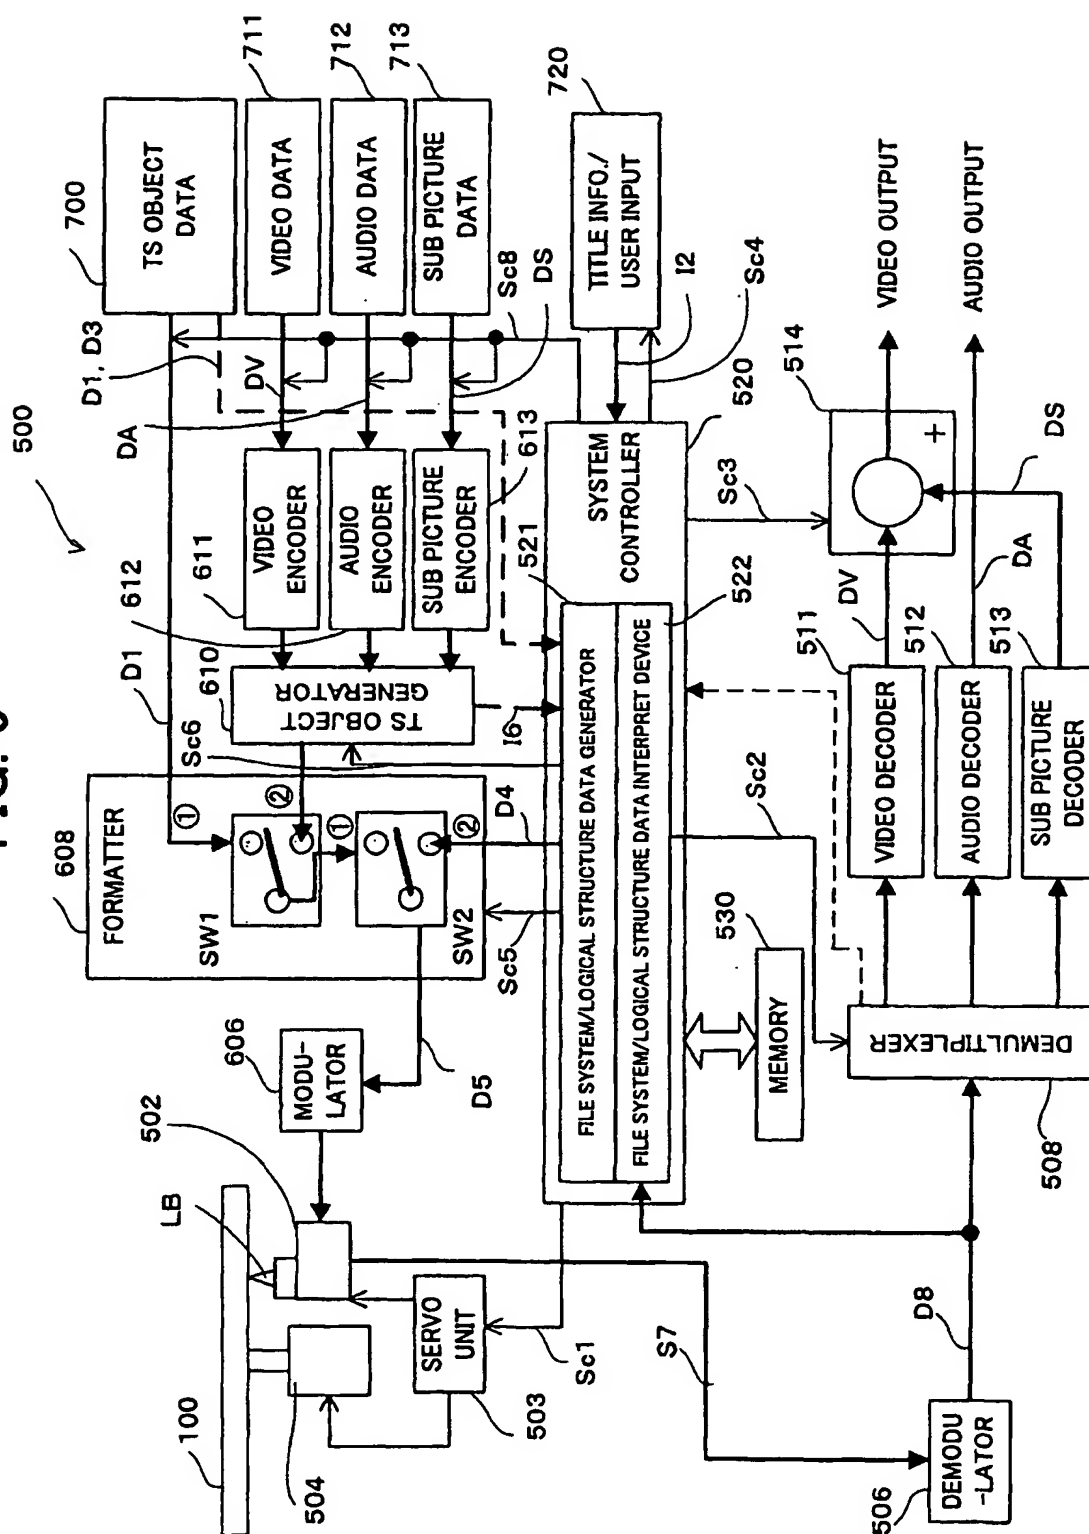 500
700
TS OBJECT
DATA
711
VIDEO DATA
712
AUDIO DATA
713
SUB PICTURE
DATA
720
TITLE INFO./
USER INPUT
D1, D3
DV
DA
DS
Sc8
I2
Sc4
611
VIDEO
ENCODER
612
AUDIO
ENCODER
613
SUB PICTURE
ENCODER
610
TS OBJECT
GENERATOR
D1
Sc6
I6
608
FORMATTER
SW1
①
②
SW2
①
②
D4
Sc5
D5
606
MODU-
LATOR
502
LB
100
504
503
SERVO
UNIT
Sc1
S7
520
SYSTEM
CONTROLLER
521
FILE SYSTEM/LOGICAL STRUCTURE DATA GENERATOR
522
FILE SYSTEM/LOGICAL STRUCTURE DATA INTERPRET DEVICE
530
MEMORY
Sc2
Sc3
506
DEMODU
-LATOR
D8
508
DEMULTIPLEXER
511
VIDEO DECODER
512
AUDIO DECODER
513
SUB PICTURE
DECODER
DV
DA
DS
514
+
VIDEO OUTPUT
AUDIO OUTPUT